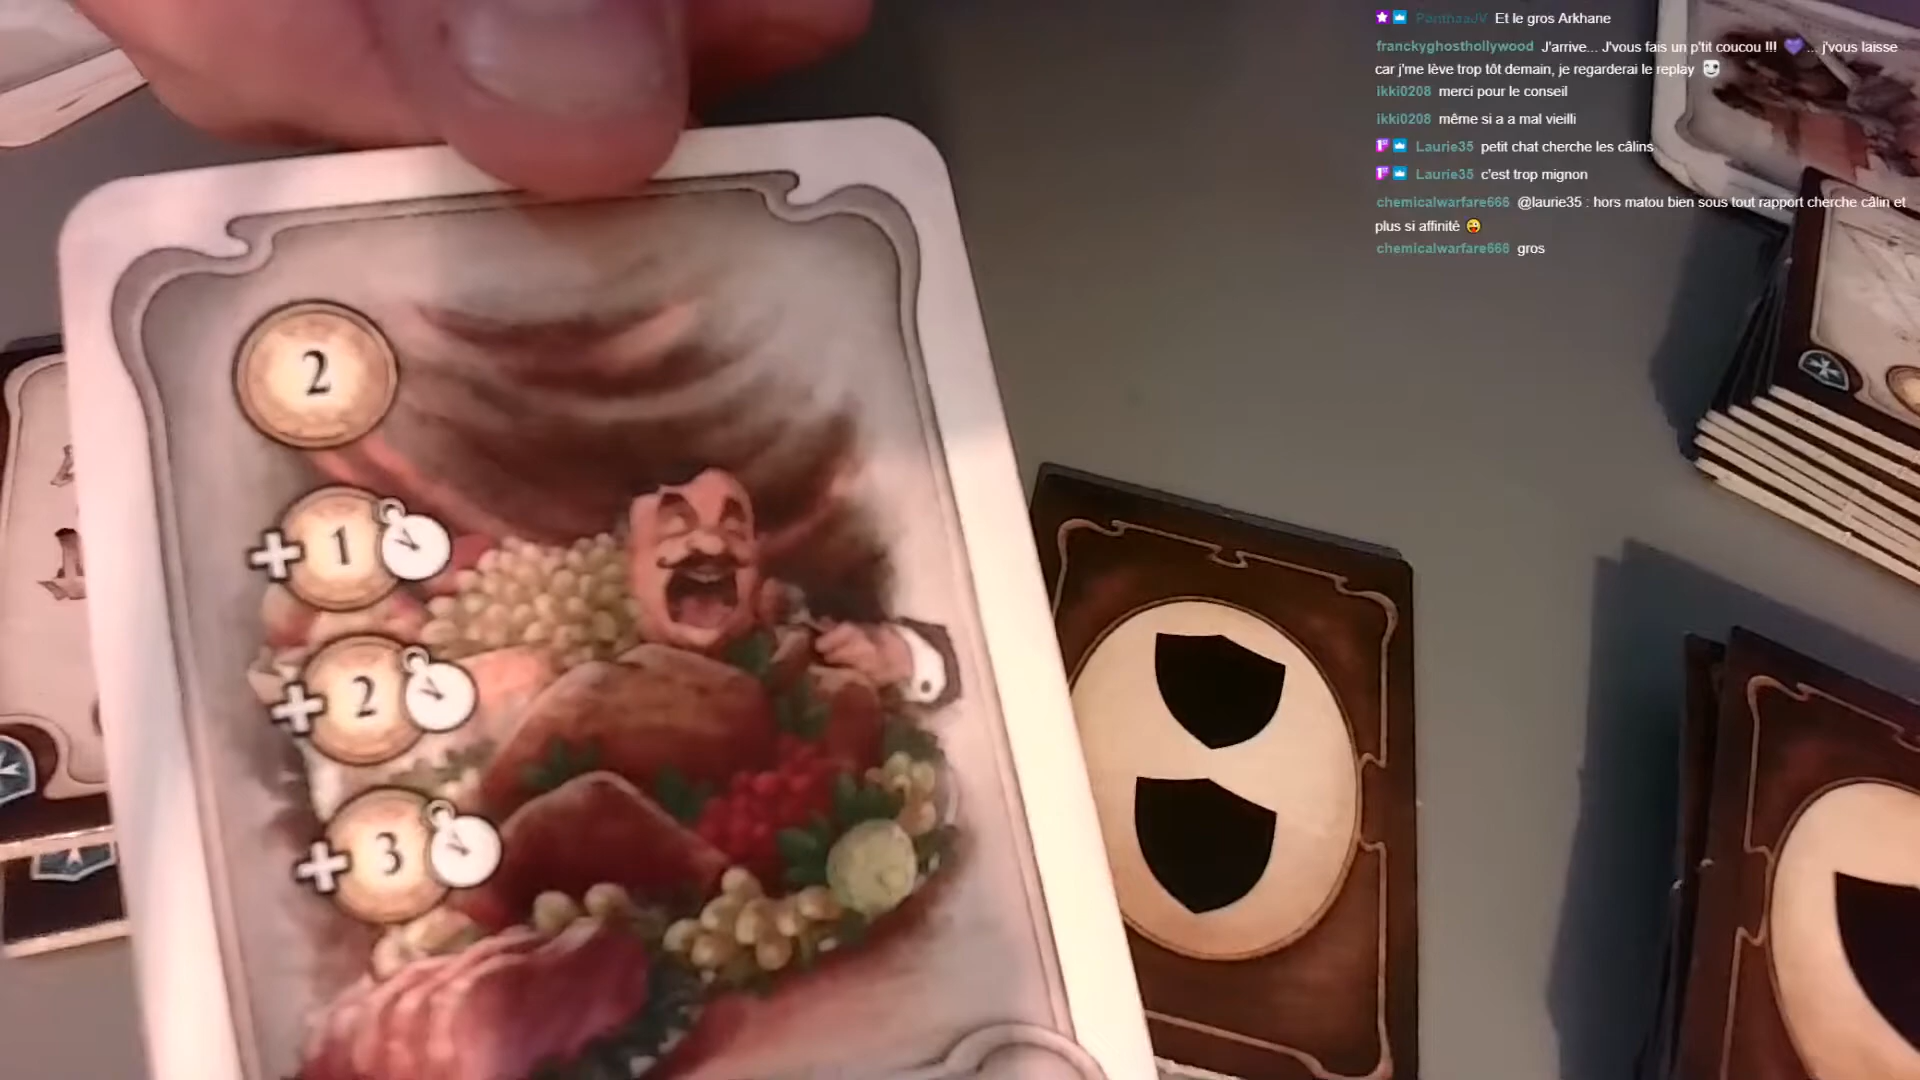 PanthaaJV Et le gros Arkhane
franckyghosthollywood J'arrive... J'vous fais un p'tit coucou !!! 💜 ... j'vous laisse
car j'me lève trop tôt demain, je regarderai le replay
ikki0208 merci pour le conseil
ikki0208 même si a a mal vieilli
Laurie35 petit chat cherche les câlins
Laurie35 c'est trop mignon
chemicalwarfare666 @laurie35 : hors matou bien sous tout rapport cherche câlin et
plus si affinité 😜
chemicalwarfare666 gros
2
+ 1
+ 2
+ 3